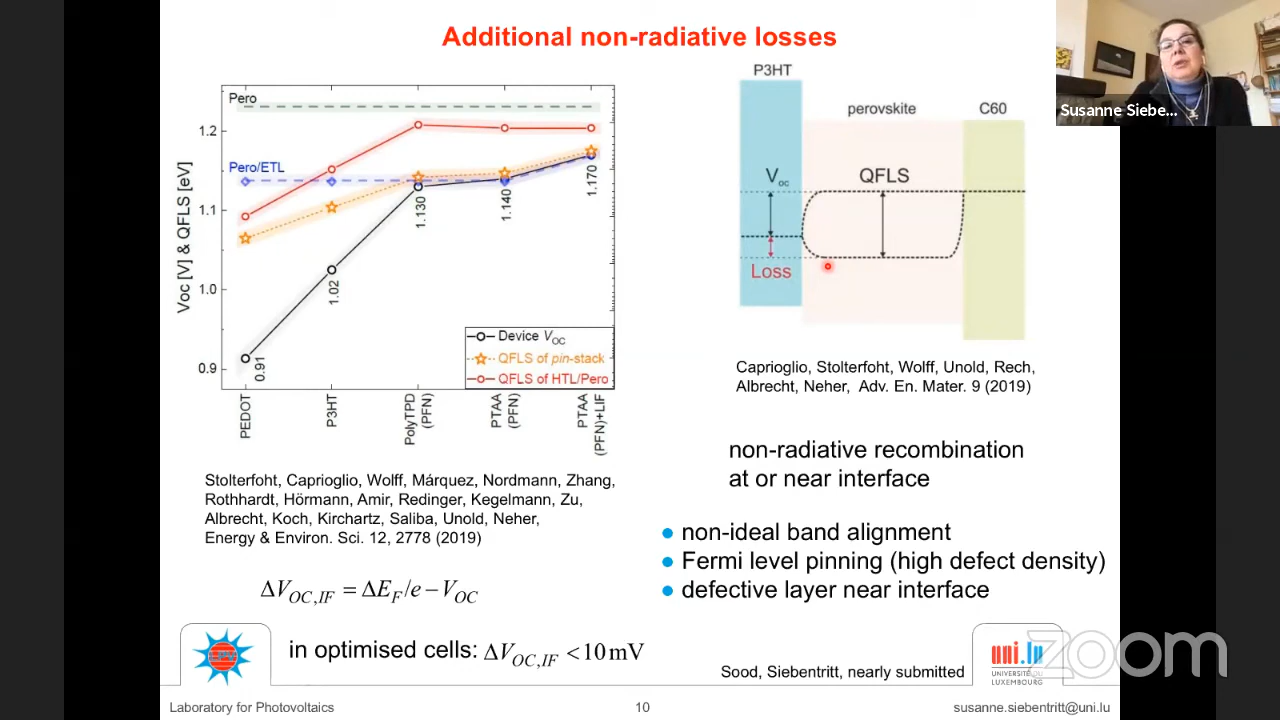 Additional non-radiative losses
Susanne Siebe...
Pero
Pero/ETL
Voc [V] & QFLS [eV]
1.2
1.1
1.0
0.9
0.91
1.02
1.130
1.140
1.170
Device VOC
QFLS of pin-stack
QFLS of HTL/Pero
PEDOT
P3HT
PolyTPD
(PFN)
PTAA
(PFN)
PTAA
(PFN)+LIF
P3HT
perovskite
C60
Voc
QFLS
Loss
Stolterfoht, Caprioglio, Wolff, Márquez, Nordmann, Zhang,
Rothhardt, Hörmann, Amir, Redinger, Kegelmann, Zu,
Albrecht, Koch, Kirchartz, Saliba, Unold, Neher,
Energy & Environ. Sci. 12, 2778 (2019)
Caprioglio, Stolterfoht, Wolff, Unold, Rech,
Albrecht, Neher, Adv. En. Mater. 9 (2019)
non-radiative recombination
at or near interface
● non-ideal band alignment
● Fermi level pinning (high defect density)
● defective layer near interface
ΔVOC,IF = ΔEF/e − VOC
in optimised cells: ΔVOC,IF < 10 mV
Sood, Siebentritt, nearly submitted
uni.lu
UNIVERSITÉ DU
LUXEMBOURG
zoom
Laboratory for Photovoltaics
10
susanne.siebentritt@uni.lu